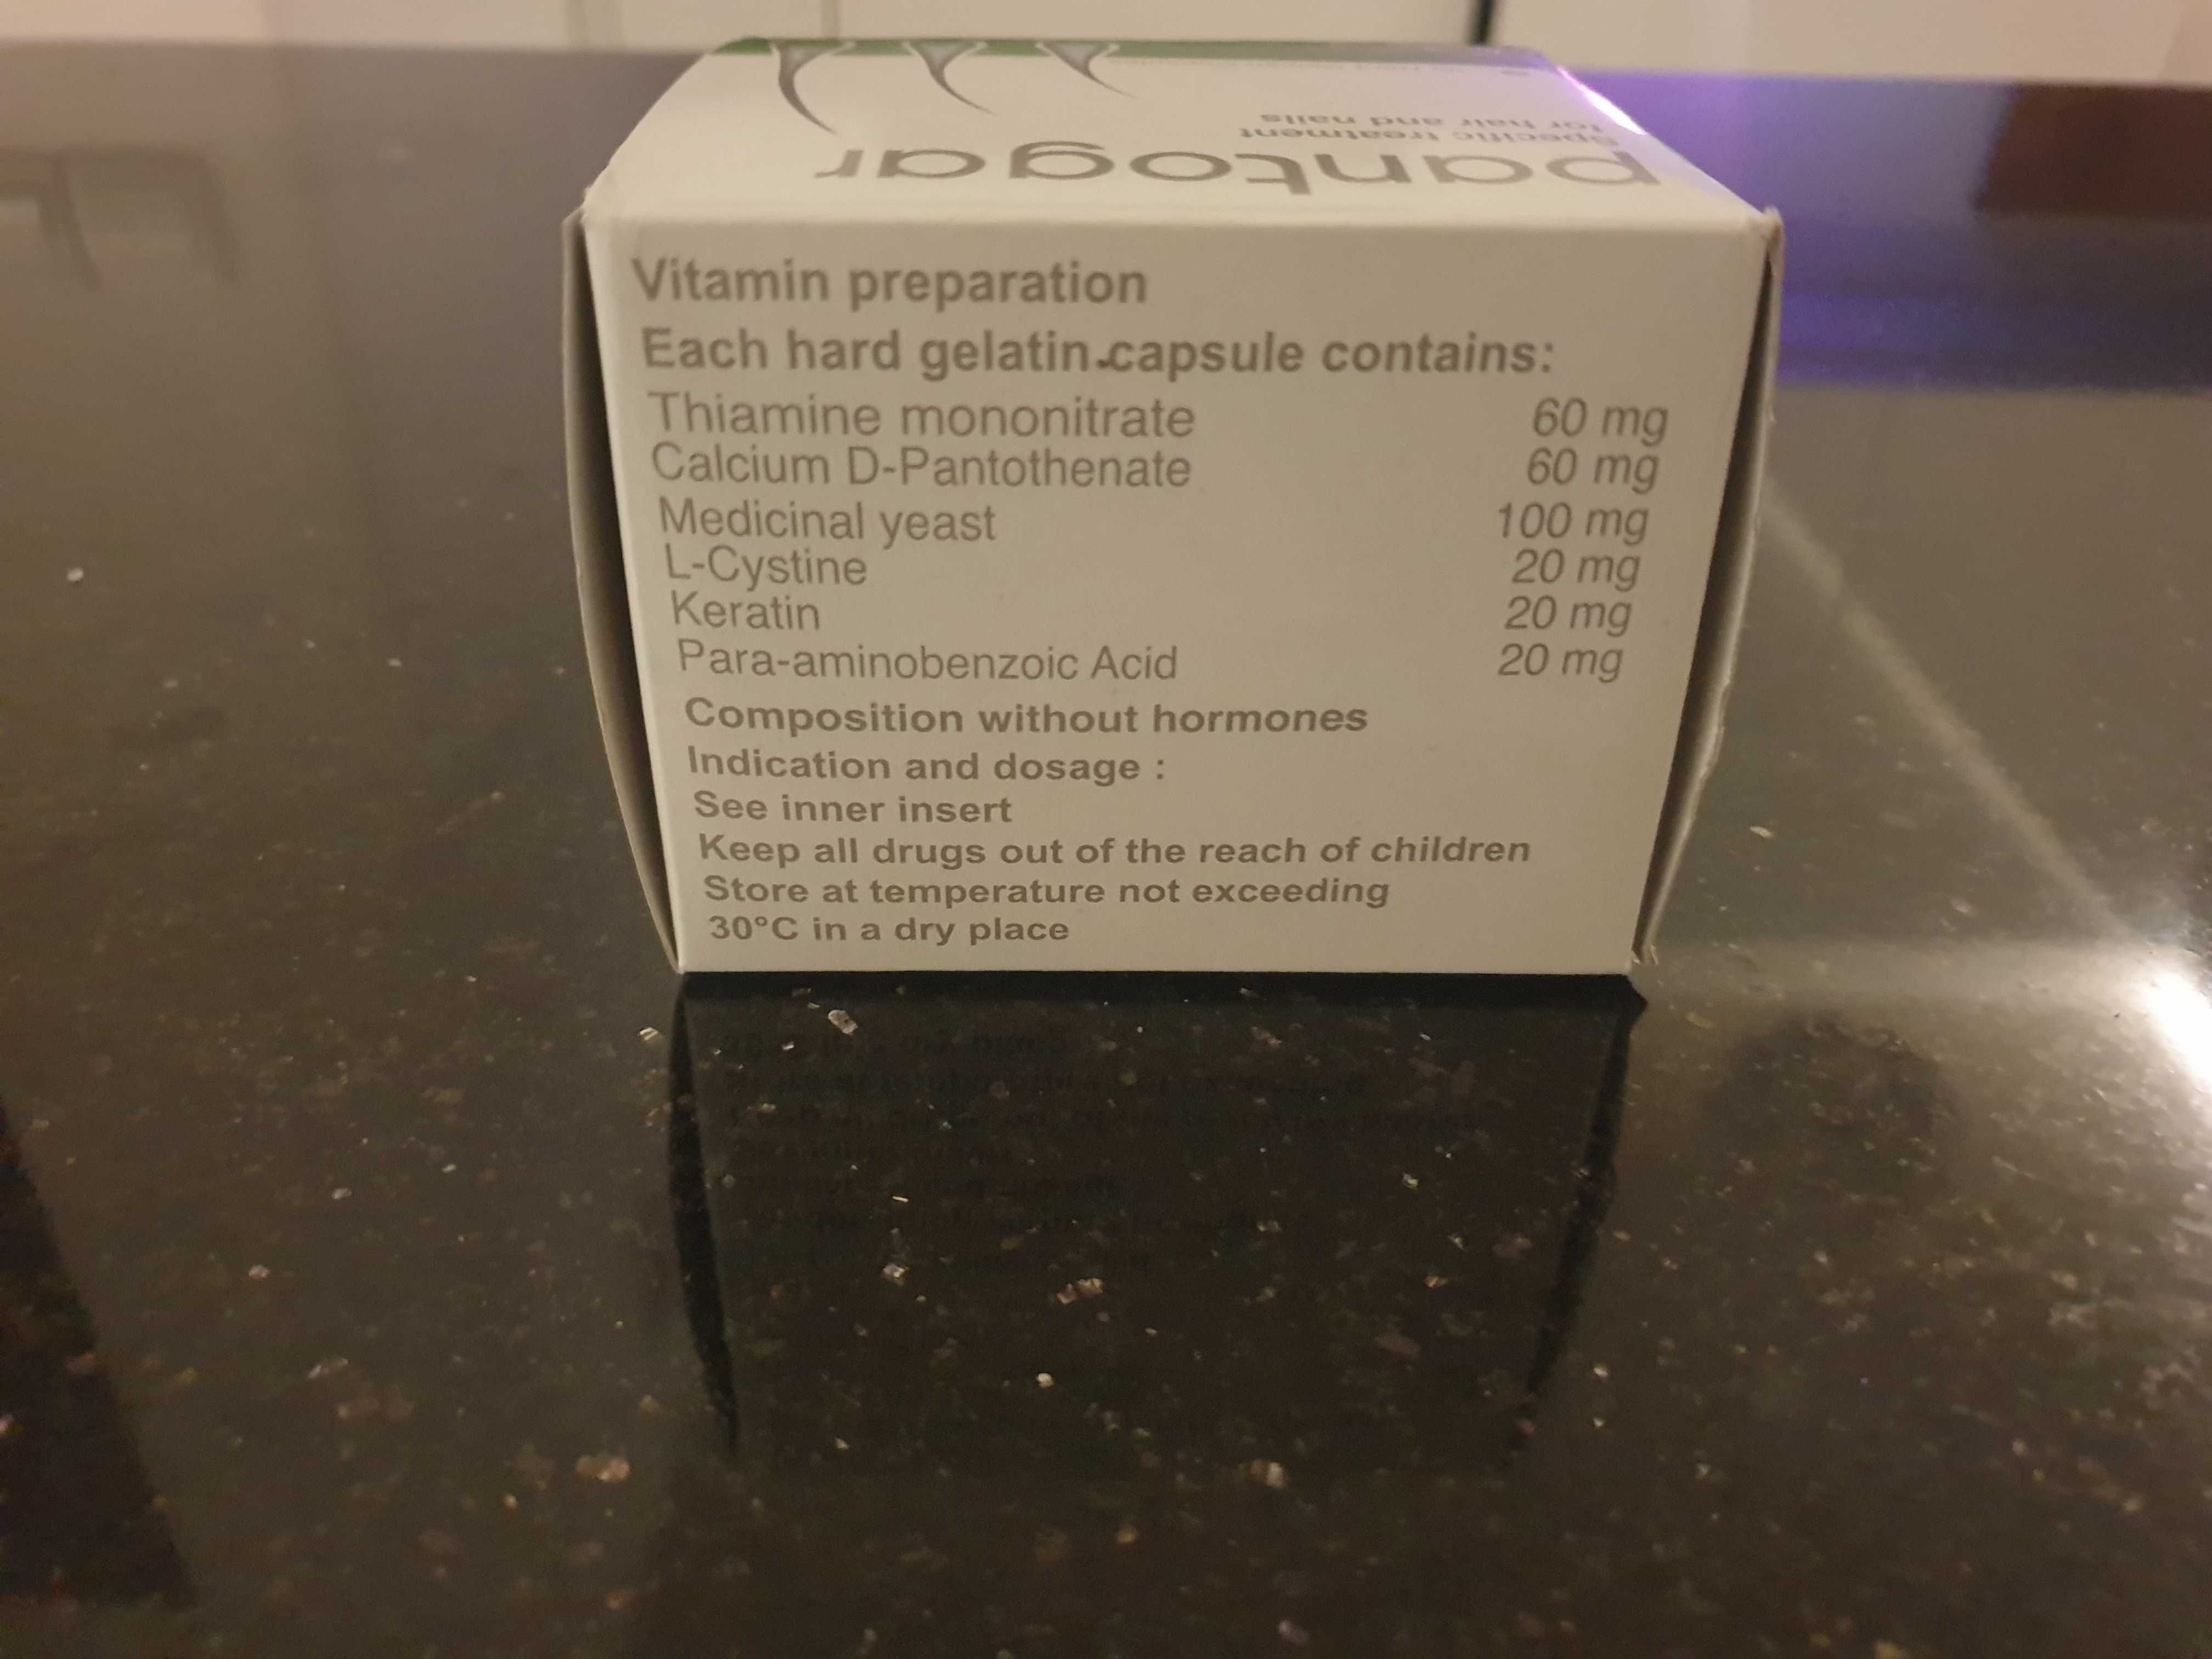 pantogar
specific treatment
for hair and nails
Vitamin preparation
Each hard gelatin capsule contains:
Thiamine mononitrate 60 mg
Calcium D-Pantothenate 60 mg
Medicinal yeast 100 mg
L-Cystine 20 mg
Keratin 20 mg
Para-aminobenzoic Acid 20 mg
Composition without hormones
Indication and dosage :
See inner insert
Keep all drugs out of the reach of children
Store at temperature not exceeding
30°C in a dry place